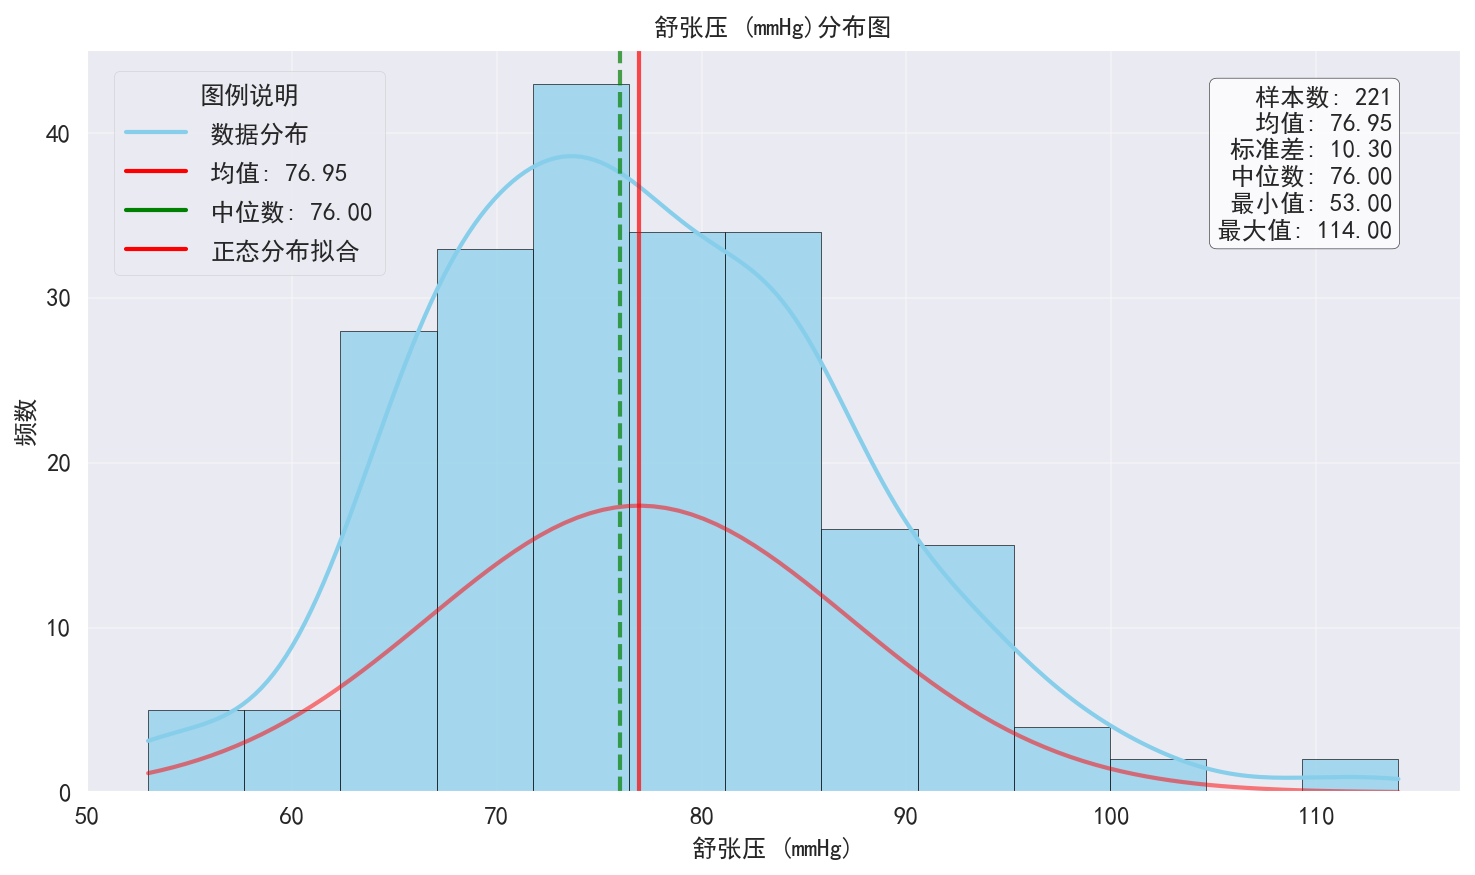 舒张压 (mmHg)分布图
图例说明
数据分布
均值: 76.95
中位数: 76.00
正态分布拟合
样本数: 221
均值: 76.95
标准差: 10.30
中位数: 76.00
最小值: 53.00
最大值: 114.00
频数
40
30
20
10
0
50 60 70 80 90 100 110
舒张压 (mmHg)